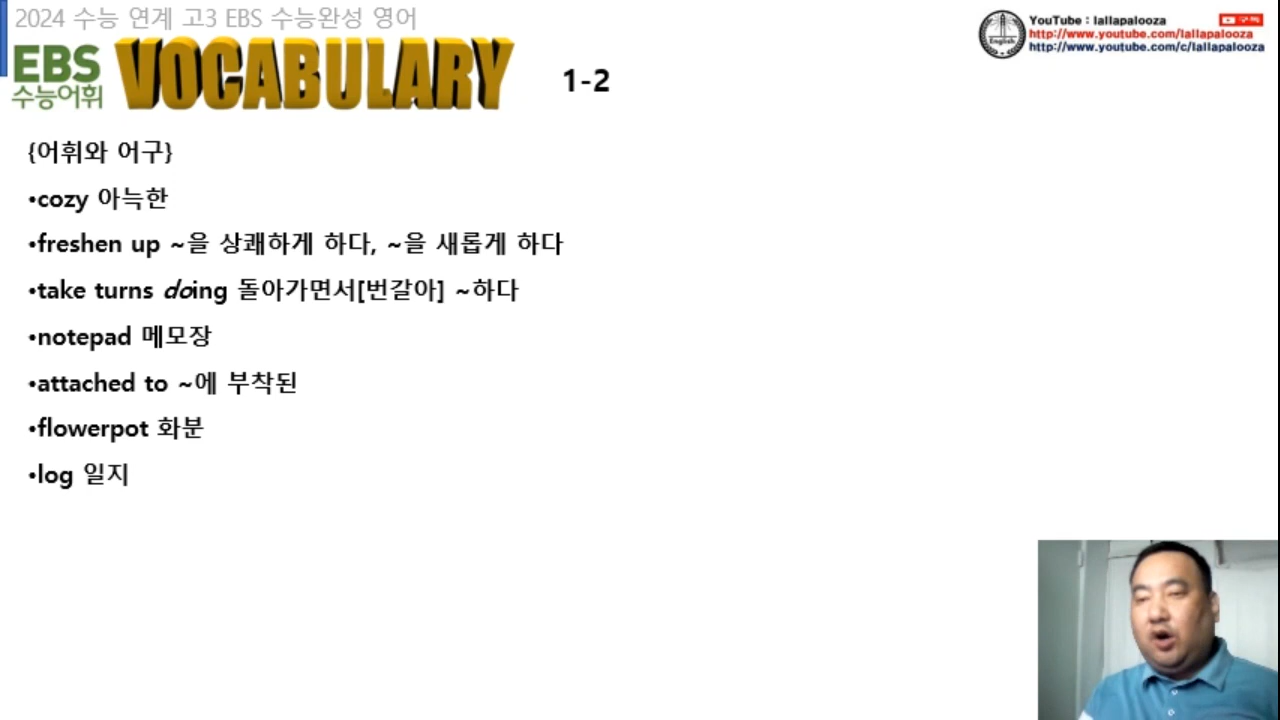 2024 수능 연계 고3 EBS 수능완성 영어
EBS
수능어휘
VOCABULARY
1-2
YouTube : lallapalooza
구독
http://www.youtube.com/lallapalooza
http://www.youtube.com/c/lallapalooza
English
{어휘와 어구}
•cozy 아늑한
•freshen up ~을 상쾌하게 하다, ~을 새롭게 하다
•take turns doing 돌아가면서[번갈아] ~하다
•notepad 메모장
•attached to ~에 부착된
•flowerpot 화분
•log 일지